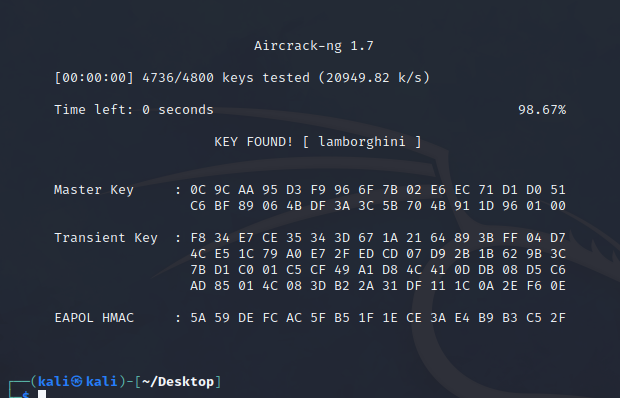 Aircrack-ng 1.7
[00:00:00] 4736/4800 keys tested (20949.82 k/s)
Time left: 0 seconds 98.67%
KEY FOUND! [ lamborghini ]
Master Key : 0C 9C AA 95 D3 F9 96 6F 7B 02 E6 EC 71 D1 D0 51
C6 BF 89 06 4B DF 3A 3C 5B 70 4B 91 1D 96 01 00
Transient Key : F8 34 E7 CE 35 34 3D 67 1A 21 64 89 3B FF 04 D7
4C E5 1C 79 A0 E7 2F ED CD 07 D9 2B 1B 62 9B 3C
7B D1 C0 01 C5 CF 49 A1 D8 4C 41 0D DB 08 D5 C6
AD 85 01 4C 08 3D B2 2A 31 DF 11 1C 0A 2E F6 0E
EAPOL HMAC : 5A 59 DE FC AC 5F B5 1F 1E CE 3A E4 B9 B3 C5 2F
┌──(kali㉿kali)-[~/Desktop]
└─$